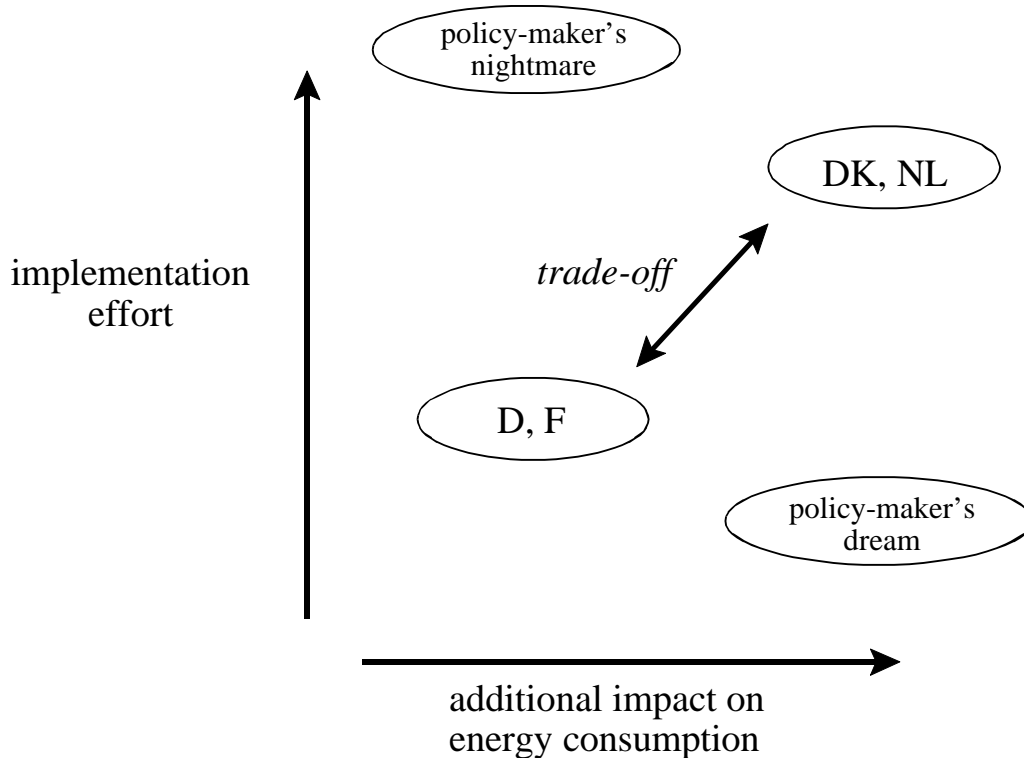 policy-maker's
nightmare
DK, NL
trade-off
implementation
effort
D, F
policy-maker's
dream
additional impact on
energy consumption